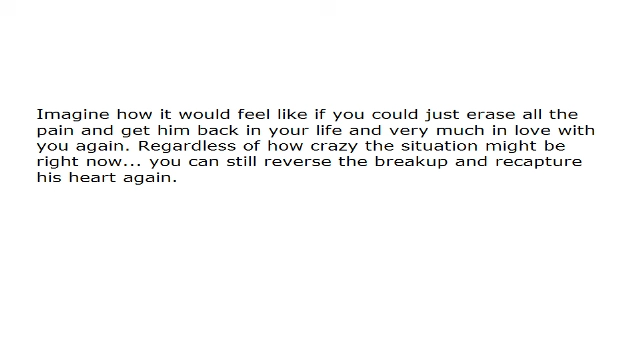 Imagine how it would feel like if you could just erase all the
pain and get him back in your life and very much in love with
you again. Regardless of how crazy the situation might be
right now... you can still reverse the breakup and recapture
his heart again.